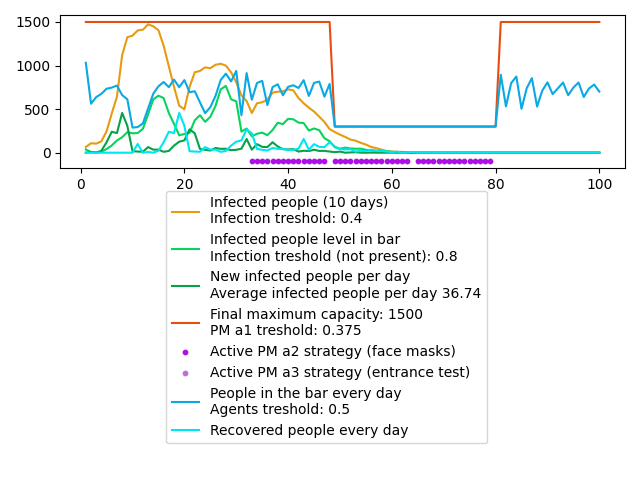 1500
1000
500
0
0 20 40 60 80 100
Infected people (10 days)
Infection treshold: 0.4
Infected people level in bar
Infection treshold (not present): 0.8
New infected people per day
Average infected people per day 36.74
Final maximum capacity: 1500
PM a1 treshold: 0.375
Active PM a2 strategy (face masks)
Active PM a3 strategy (entrance test)
People in the bar every day
Agents treshold: 0.5
Recovered people every day